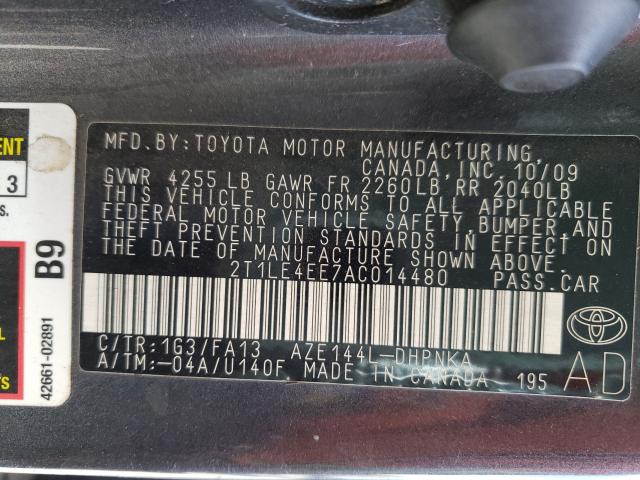 ENT
3
S.
B9
42661-02891
L
's
MFD.BY:TOYOTA MOTOR MANUFACTURING,
CANADA, INC. 10/09
GVWR 4255 LB GAWR FR 2260LB RR 2040LB
THIS VEHICLE CONFORMS TO ALL APPLICABLE
FEDERAL MOTOR VEHICLE SAFETY,BUMPER,AND
THEFT PREVENTION STANDARDS IN EFFECT ON
THE DATE OF MANUFACTURE SHOWN ABOVE.
2T1LE4EE7AC014480 PASS.CAR
C/TR:1G3/FA13 AZE144L-DHPNKA
A/TM:-04A/U140F MADE IN CANADA 195 AD